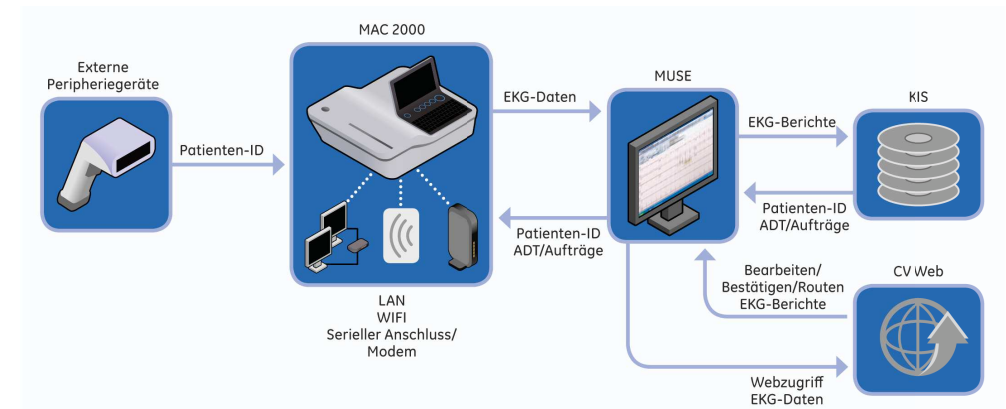 MAC 2000
Externe
Peripheriegeräte
Patienten-ID
LAN
WIFI
Serieller Anschluss/
Modem
EKG-Daten
Patienten-ID
ADT/Aufträge
MUSE
EKG-Berichte
Patienten-ID
ADT/Aufträge
KIS
Bearbeiten/
Bestätigen/Routen
EKG-Berichte
CV Web
Webzugriff
EKG-Daten